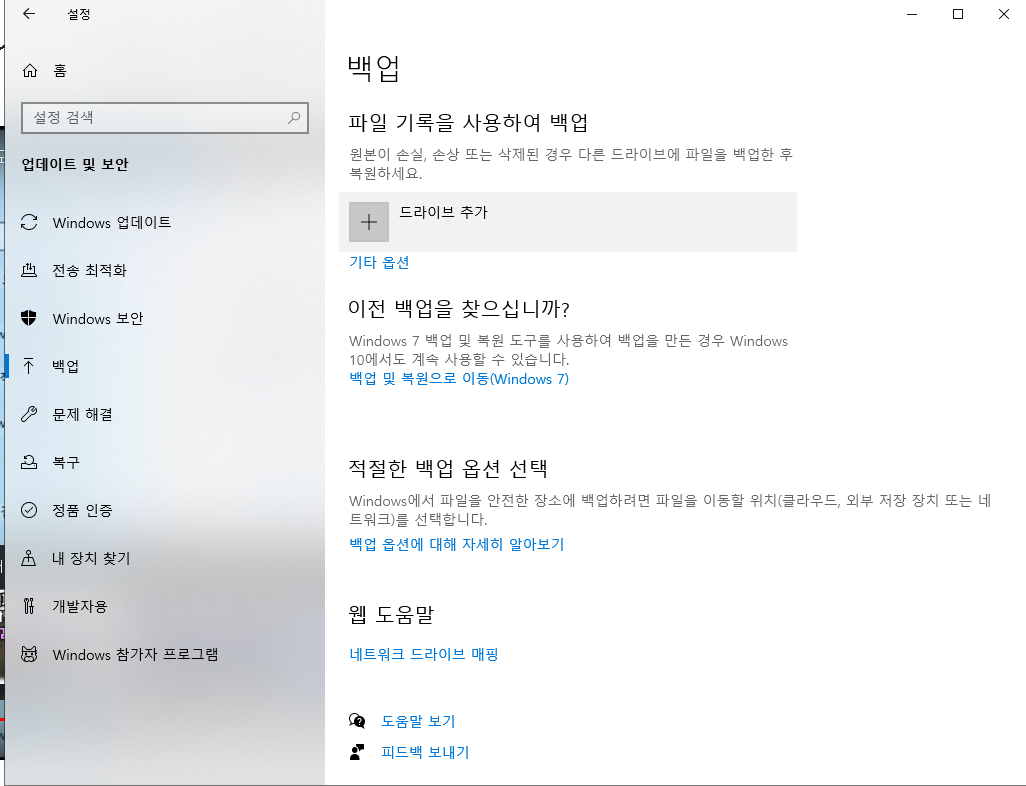 설정
홈
설정 검색
업데이트 및 보안
Windows 업데이트
전송 최적화
Windows 보안
백업
문제 해결
복구
정품 인증
내 장치 찾기
개발자용
Windows 참가자 프로그램
백업
파일 기록을 사용하여 백업
원본이 손실, 손상 또는 삭제된 경우 다른 드라이브에 파일을 백업한 후
복원하세요.
드라이브 추가
기타 옵션
이전 백업을 찾으십니까?
Windows 7 백업 및 복원 도구를 사용하여 백업을 만든 경우 Windows
10에서도 계속 사용할 수 있습니다.
백업 및 복원으로 이동(Windows 7)
적절한 백업 옵션 선택
Windows에서 파일을 안전한 장소에 백업하려면 파일을 이동할 위치(클라우드, 외부 저장 장치 또는 네
트워크)를 선택합니다.
백업 옵션에 대해 자세히 알아보기
웹 도움말
네트워크 드라이브 매핑
도움말 보기
피드백 보내기